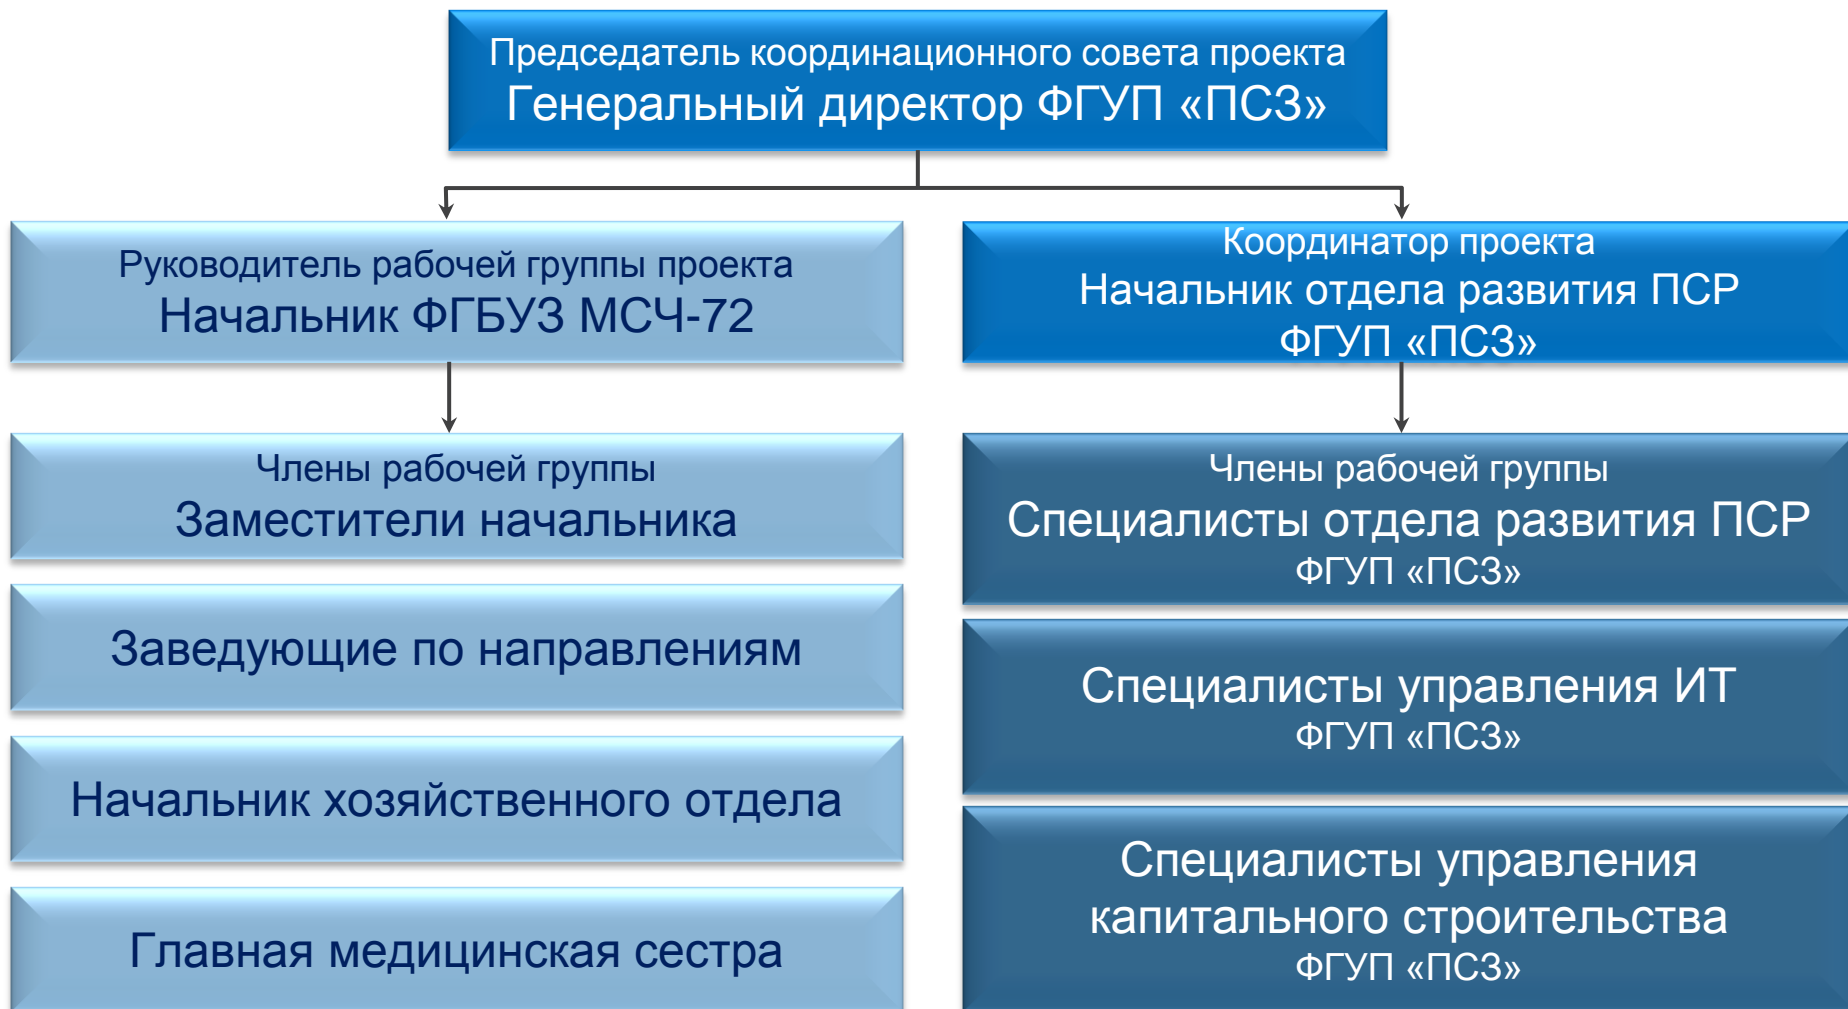 Председатель координационного совета проекта
Генеральный директор ФГУП «ПСЗ»
Руководитель рабочей группы проекта
Начальник ФГБУЗ МСЧ-72
Координатор проекта
Начальник отдела развития ПСР
ФГУП «ПСЗ»
Члены рабочей группы
Заместители начальника
Заведующие по направлениям
Начальник хозяйственного отдела
Главная медицинская сестра
Члены рабочей группы
Специалисты отдела развития ПСР
ФГУП «ПСЗ»
Специалисты управления ИТ
ФГУП «ПСЗ»
Специалисты управления
капитального строительства
ФГУП «ПСЗ»